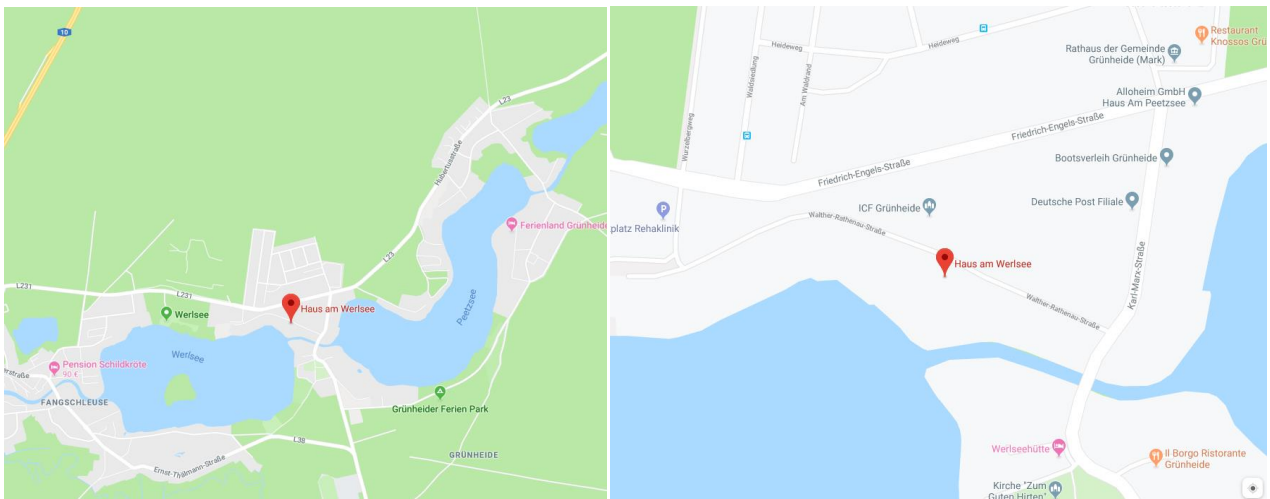 10
L23
Hubertusstraße
Ferienland Grünheide
L23
L231
L231
Haus am Werlsee
Peetzsee
Werlsee
Werlsee
Pension Schildkröte
90 €
FANGSCHLEUSE
Grünheider Ferien Park
L38
GRÜNHEIDE
Ernst-Thälmann-Straße
Restaurant
Knossos Grü
Rathaus der Gemeinde
Grünheide (Mark)
Heideweg
Heideweg
Waldsiedlung
Am Waldrand
Alloheim GmbH
Haus Am Peetzsee
Wurzelbergweg
Friedrich-Engels-Straße
Friedrich-Engels-Straße
Bootsverleih Grünheide
ICF Grünheide
Deutsche Post Filiale
P
platz Rehaklinik
Walther-Rathenau-Straße
Haus am Werlsee
Walther-Rathenau-Straße
Karl-Marx-Straße
Werlseehütte
Il Borgo Ristorante
Grünheide
Kirche "Zum
Guten Hirten"